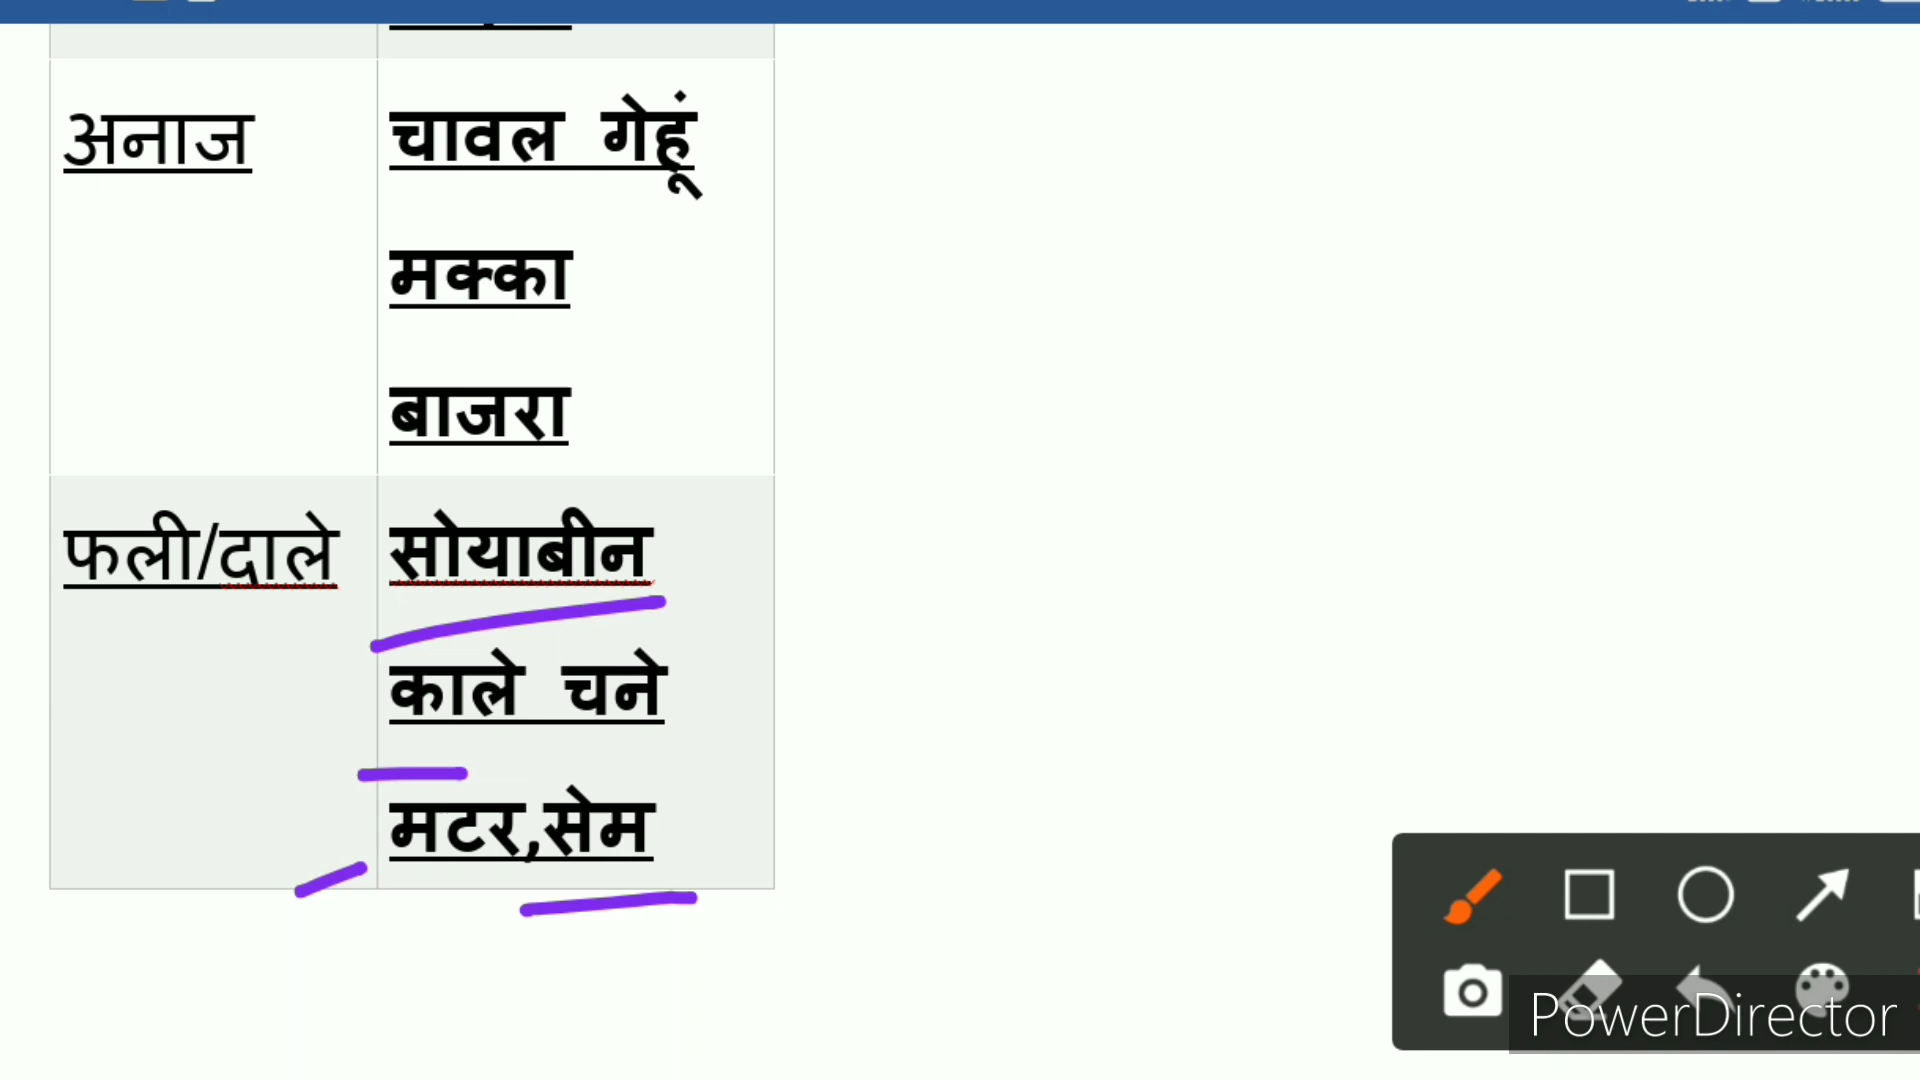 अनाज चावल गेहूं
मक्का
बाजरा
फली/दाले सोयाबीन
काले चने
मटर,सेम
PowerDirector